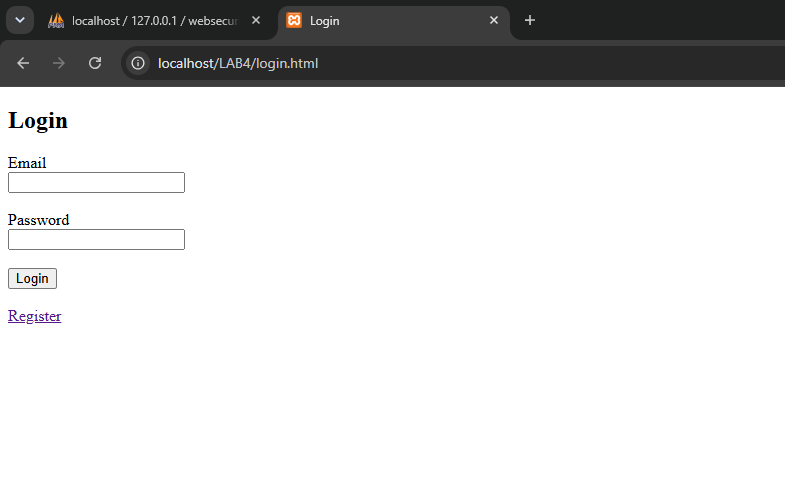 localhost / 127.0.0.1 / websecur
Login
localhost/LAB4/login.html
Login
Email
Password
Login
Register